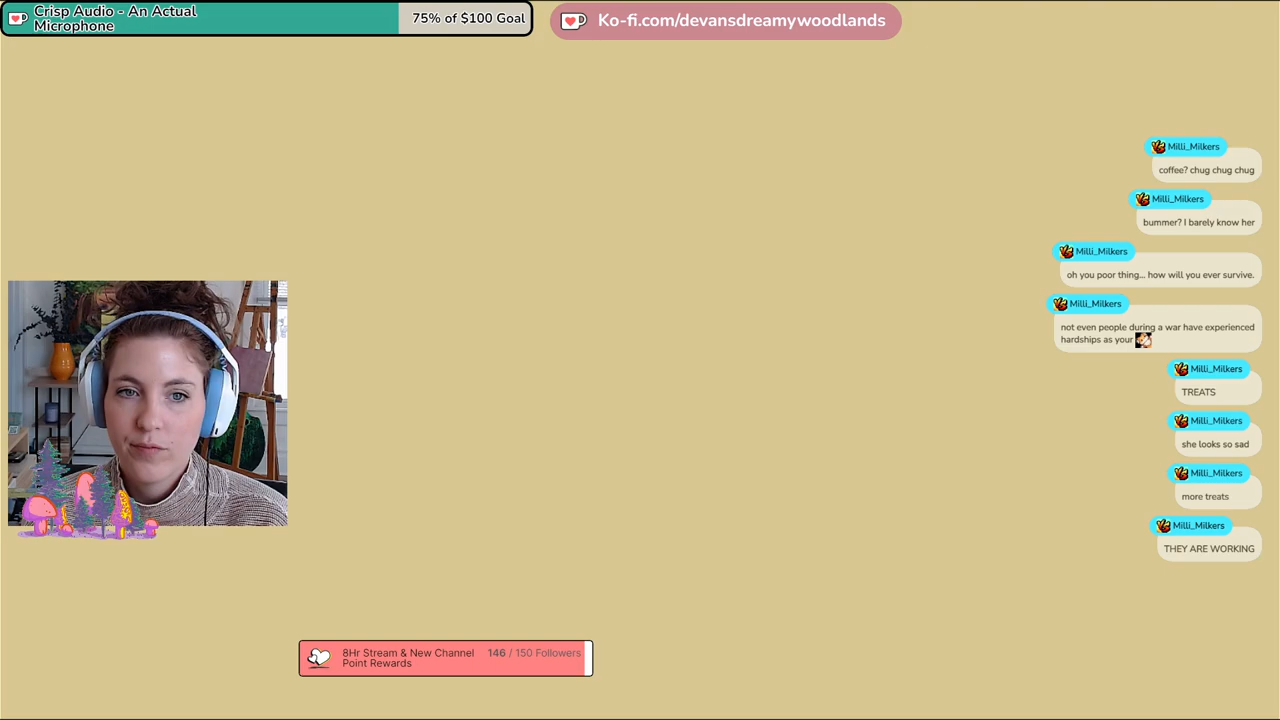 Crisp Audio - An Actual
Microphone
75% of $100 Goal
Ko-fi.com/devansdreamywoodlands
Milli_Milkers
coffee? chug chug chug
Milli_Milkers
bummer? I barely know her
Milli_Milkers
oh you poor thing... how will you ever survive.
Milli_Milkers
not even people during a war have experienced
hardships as your
Milli_Milkers
TREATS
Milli_Milkers
she looks so sad
Milli_Milkers
more treats
Milli_Milkers
THEY ARE WORKING
8Hr Stream & New Channel
Point Rewards
146 / 150 Followers